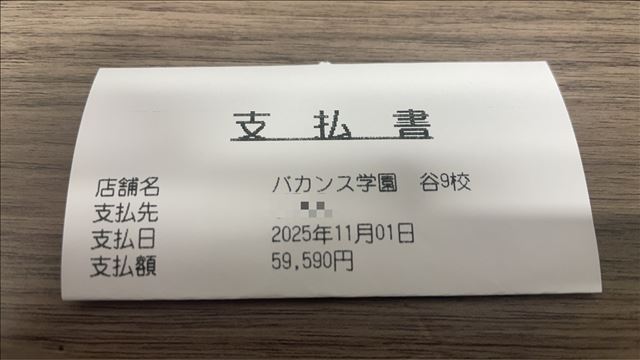 支払書
店舗名 バカンス学園 谷9校
支払先
支払日 2025年11月01日
支払額 59,590円